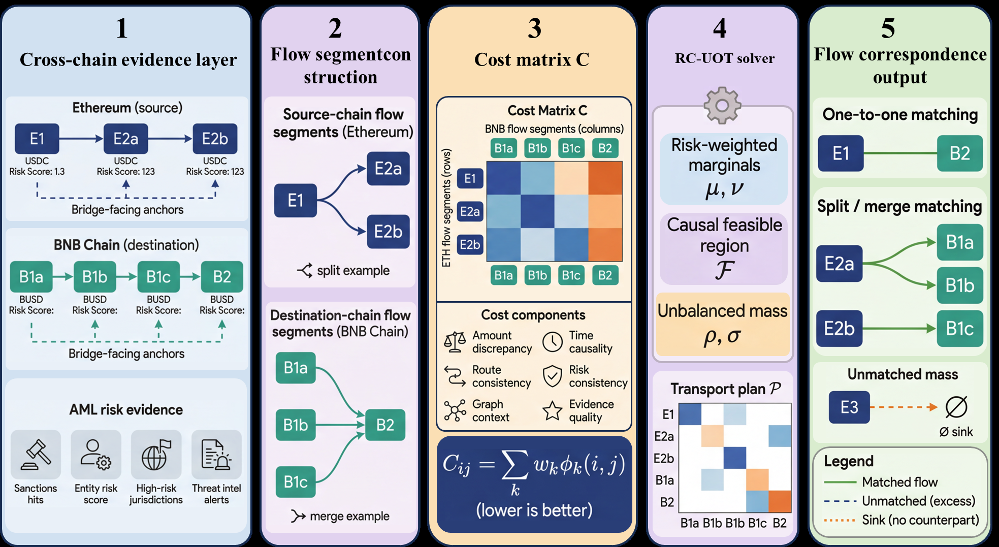 1
Cross-chain evidence layer
Ethereum (source)
E1
E2a
E2b
USDC
Risk Score: 1.3
USDC
Risk Score: 123
USDC
Risk Score: 123
Bridge-facing anchors
BNB Chain (destination)
B1a
B1b
B1c
B2
BUSD
Risk Score:
BUSD
Risk Score:
BUSD
Risk Score:
BUSD
Risk Score:
Bridge-facing anchors
AML risk evidence
Sanctions
hits
Entity risk
score
High-risk
jurisdictions
Threat intel
alerts
2
Flow segmentcon
struction
Source-chain flow
segments (Ethereum)
E1
E2a
E2b
split example
Destination-chain flow
segments (BNB Chain)
B1a
B1b
B1c
B2
merge example
3
Cost matrix C
Cost Matrix C
BNB flow segments (columns)
B1a
B1b
B1c
B2
ETH flow segments (rows)
E1
E2a
E2b
B1a
B1b
B1c
B2
Cost components
Amount
discrepancy
Time
causality
Route
consistency
Risk
consistency
Graph
context
Evidence
quality
C_{ij} = \sum_k w_k ϕ_k(i, j)
(lower is better)
4
RC-UOT solver
Risk-weighted
marginals
μ, ν
Causal feasible
region
ℱ
Unbalanced mass
ρ, σ
Transport plan 𝒫
E1
E2a
E2b
B1a
B2
B1a B1b B1b B1c B2
5
Flow correspondence
output
One-to-one matching
E1
B2
Split / merge matching
E2a
B1a
B1b
E2b
B1c
Unmatched mass
E3
∅
Ø sink
Legend
Matched flow
Unmatched (excess)
Sink (no counterpart)